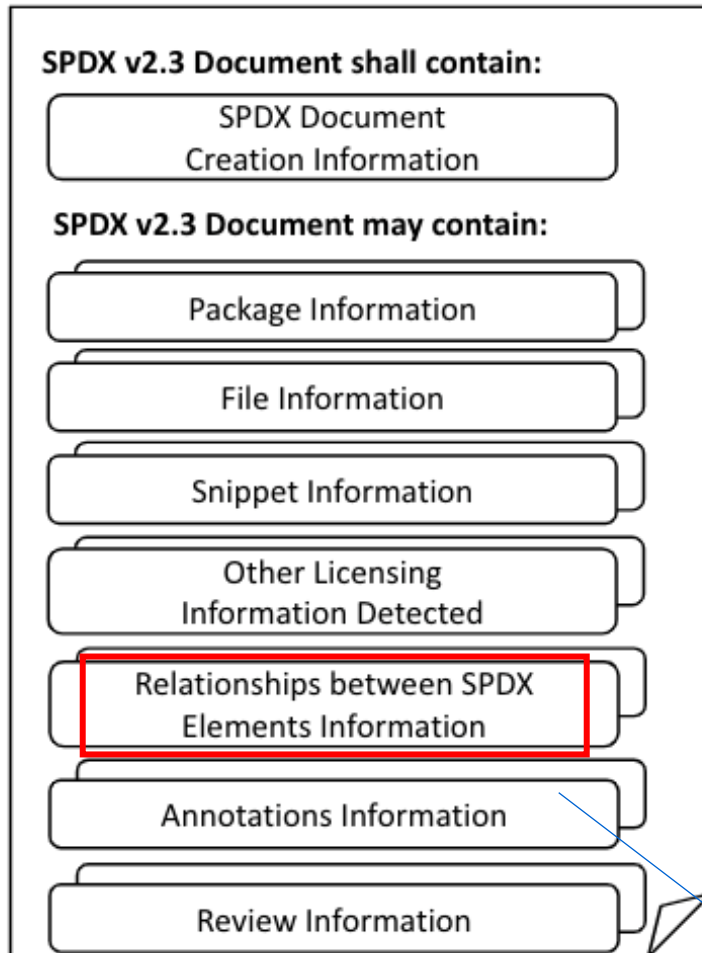 SPDX v2.3 Document shall contain:
SPDX Document
Creation Information
SPDX v2.3 Document may contain:
Package Information
File Information
Snippet Information
Other Licensing
Information Detected
Relationships between SPDX
Elements Information
Annotations Information
Review Information